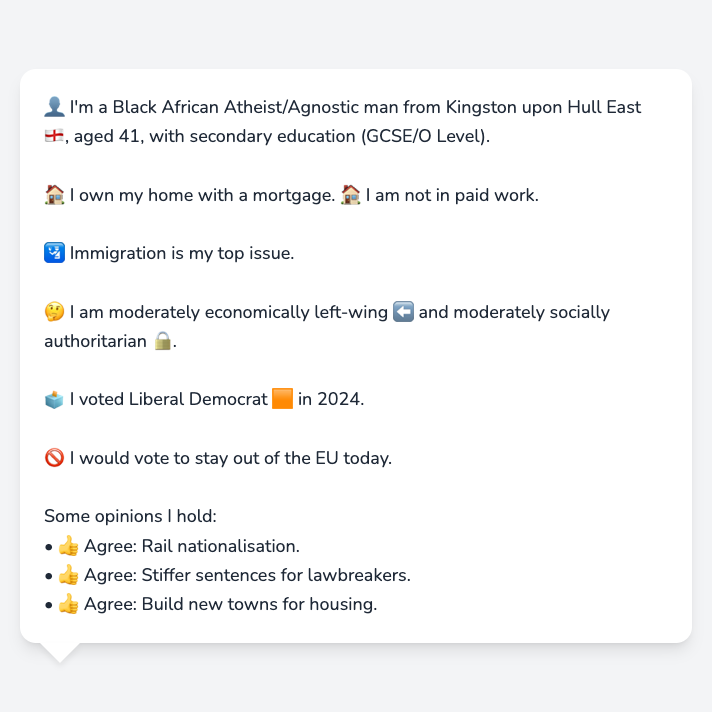 👤 I'm a Black African Atheist/Agnostic man from Kingston upon Hull East
🏴󠁧󠁢󠁥󠁮󠁧󠁿, aged 41, with secondary education (GCSE/O Level).
🏠 I own my home with a mortgage. 🏠 I am not in paid work.
🛂 Immigration is my top issue.
🤔 I am moderately economically left-wing ⬅️ and moderately socially
authoritarian 🔒.
🗳️ I voted Liberal Democrat 🟧 in 2024.
🚫 I would vote to stay out of the EU today.
Some opinions I hold:
• 👍 Agree: Rail nationalisation.
• 👍 Agree: Stiffer sentences for lawbreakers.
• 👍 Agree: Build new towns for housing.